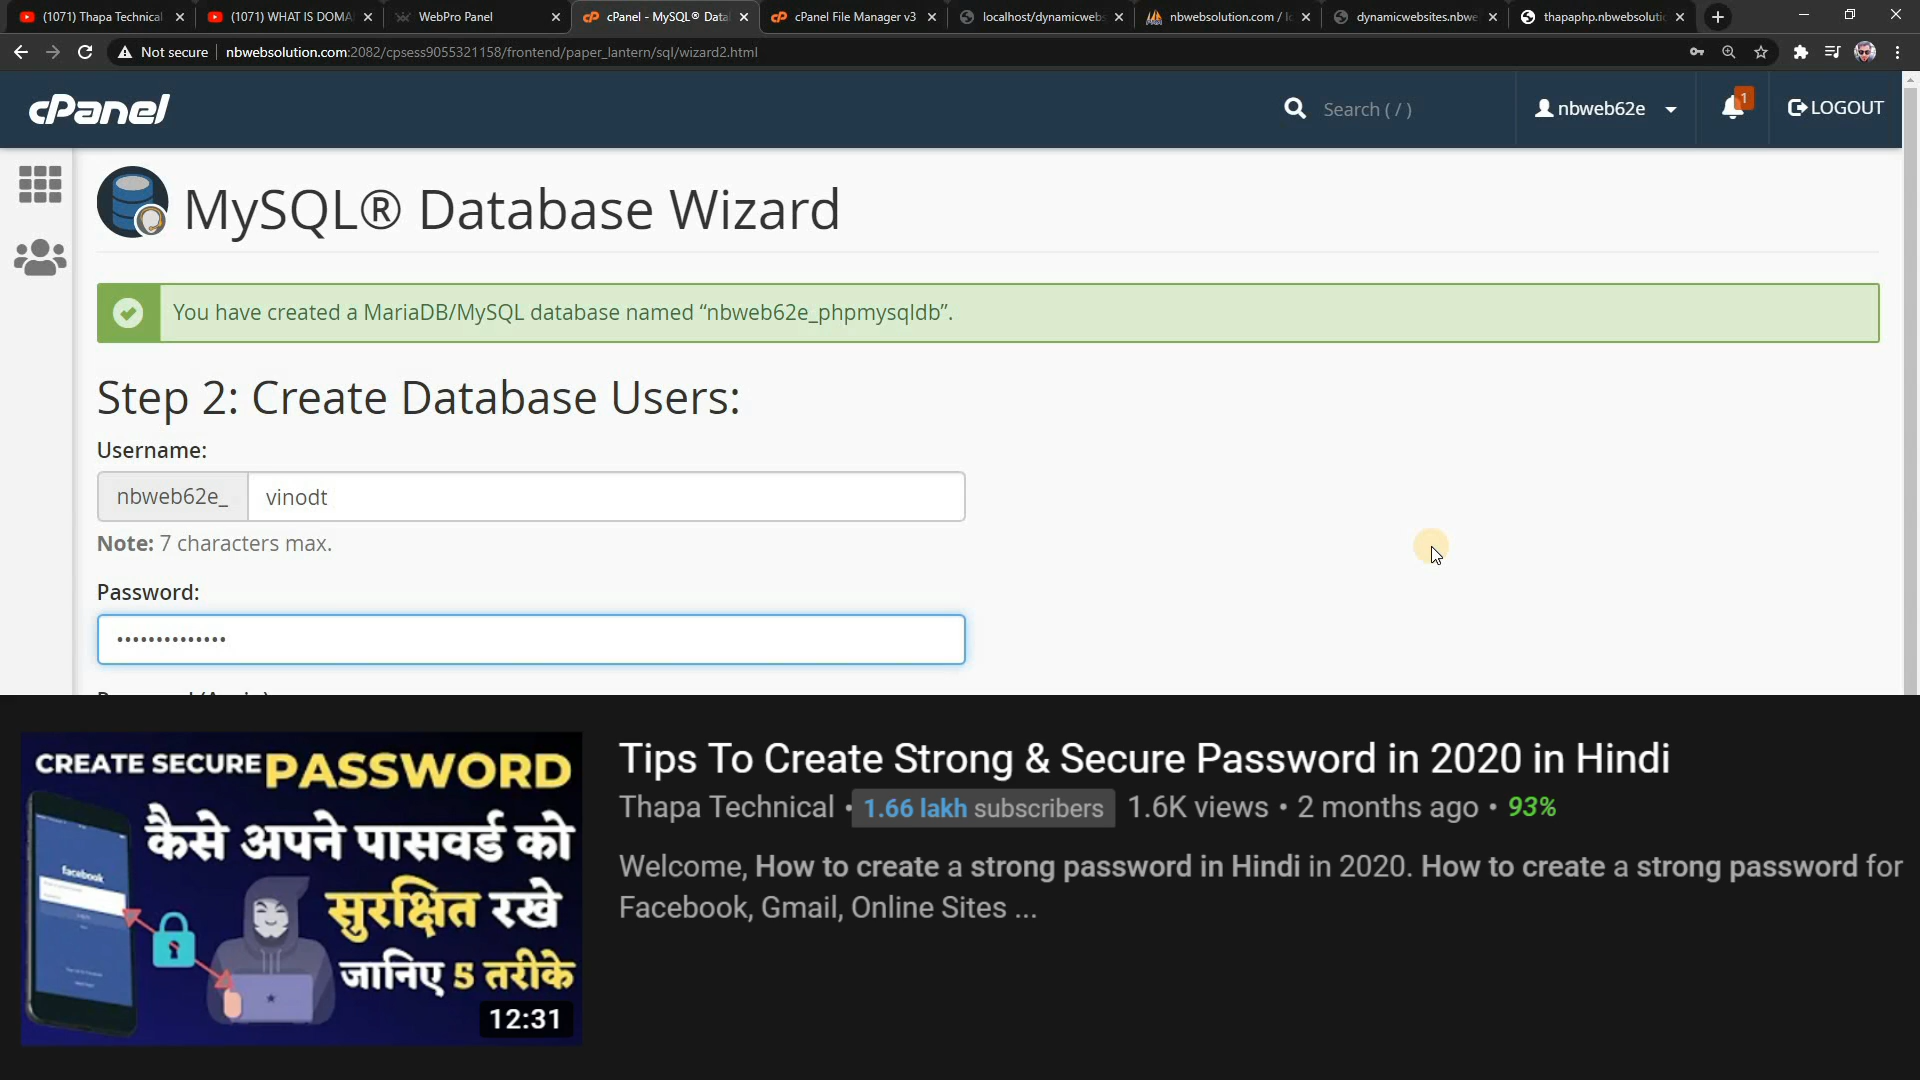 (1071) Thapa Technical
(1071) WHAT IS DOMA
WebPro Panel
cPanel - MySQL® Data
cPanel File Manager v3
localhost/dynamicwebs
nbwebsolution.com / lo
dynamicwebsites.nbwe
thapaphp.nbwebsoluti
Not secure
nbwebsolution.com:2082/cpsess9055321158/frontend/paper_lantern/sql/wizard2.html
cPanel
Search ( / )
nbweb62e
1
LOGOUT
MySQL® Database Wizard
You have created a MariaDB/MySQL database named “nbweb62e_phpmysqldb”.
Step 2: Create Database Users:
Username:
nbweb62e_
vinodt
Note: 7 characters max.
Password:
CREATE SECURE PASSWORD
कैसे अपने पासवर्ड को
सुरक्षित रखे
जानिए 5 तरीके
facebook
12:31
Tips To Create Strong & Secure Password in 2020 in Hindi
Thapa Technical • 1.66 lakh subscribers 1.6K views • 2 months ago • 93%
Welcome, How to create a strong password in Hindi in 2020. How to create a strong password for
Facebook, Gmail, Online Sites ...